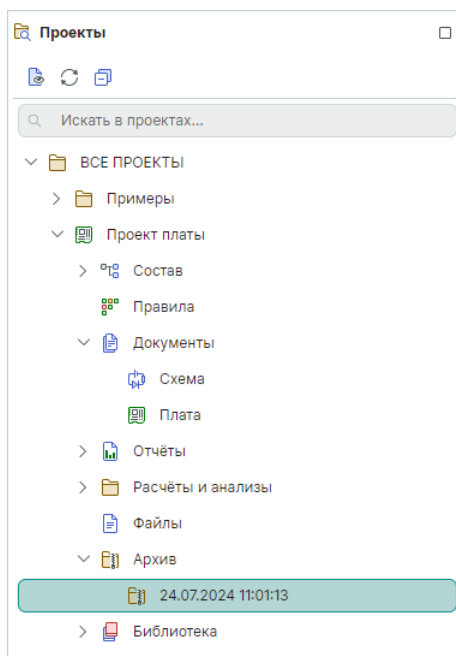 Проекты
Искать в проектах...
ВСЕ ПРОЕКТЫ
Примеры
Проект платы
Состав
Правила
Документы
Схема
Плата
Отчёты
Расчёты и анализы
Файлы
Архив
24.07.2024 11:01:13
Библиотека